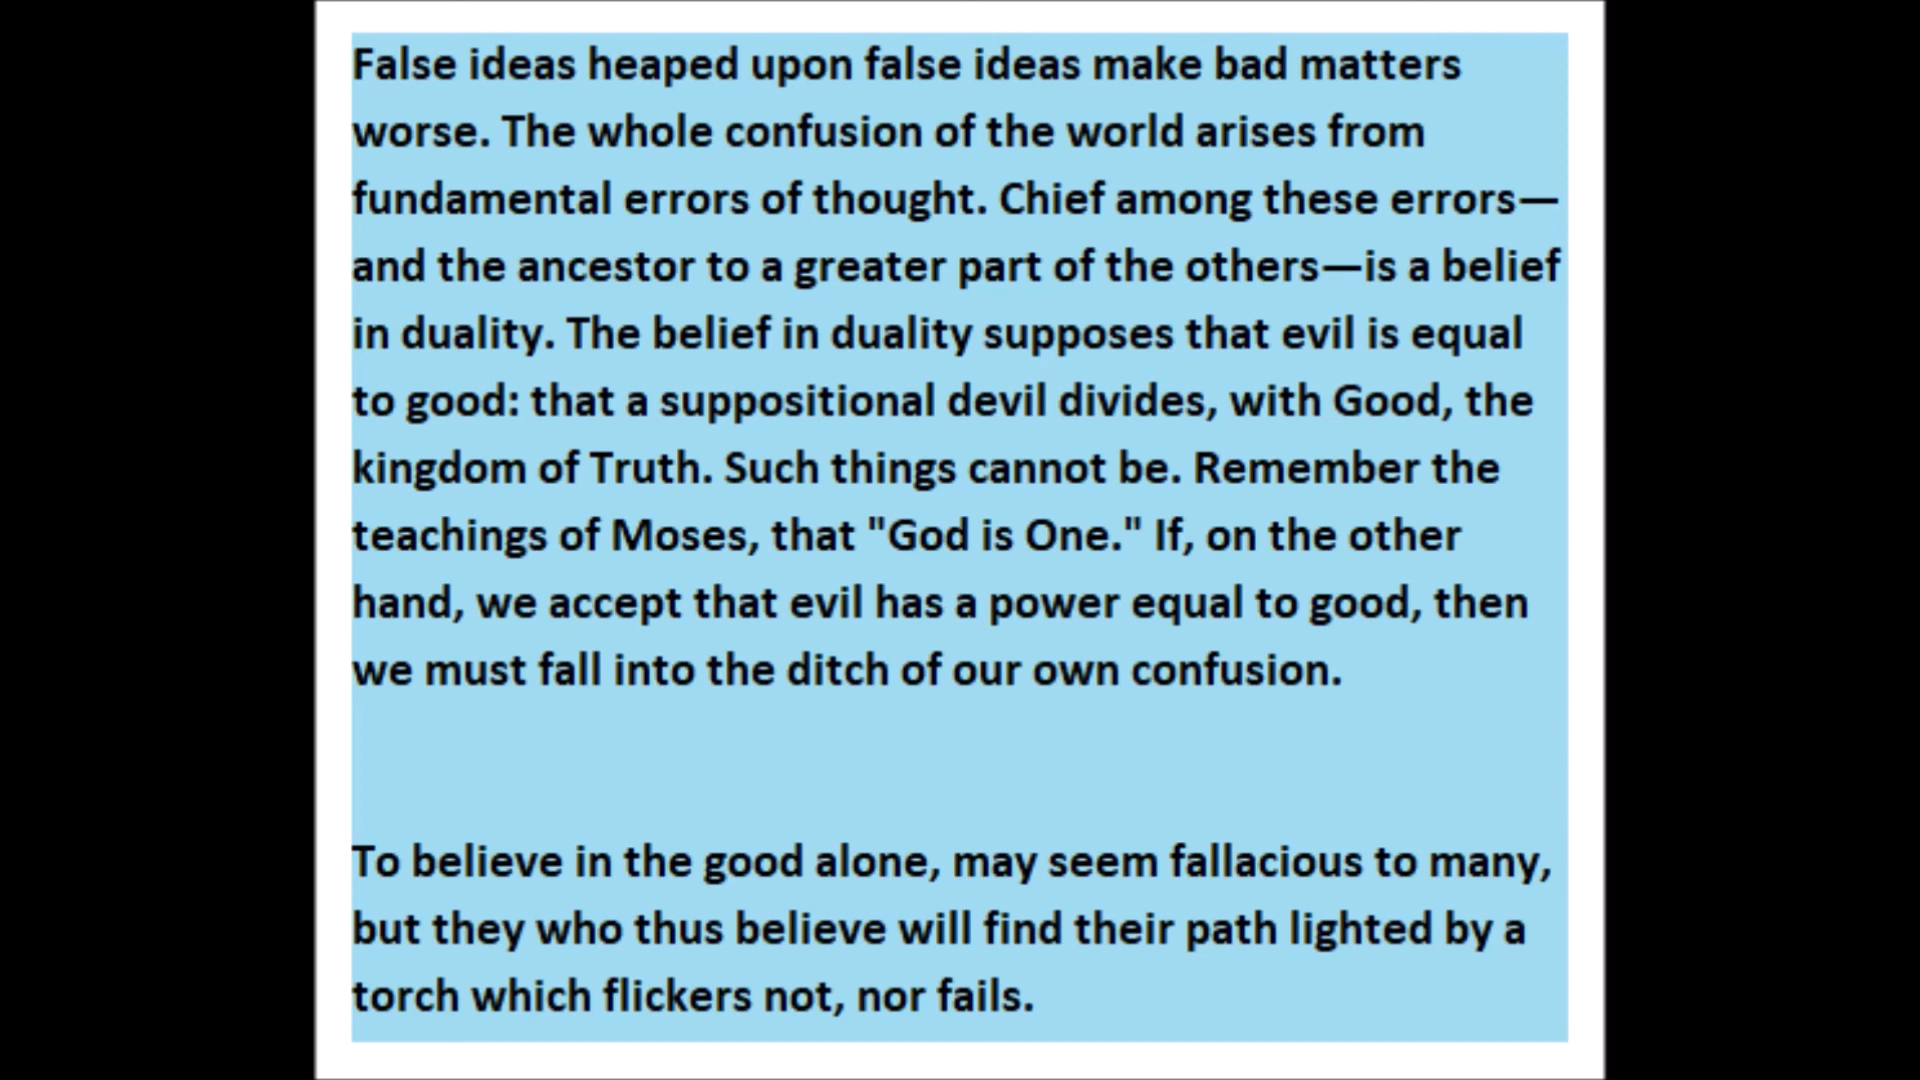 False ideas heaped upon false ideas make bad matters
worse. The whole confusion of the world arises from
fundamental errors of thought. Chief among these errors—
and the ancestor to a greater part of the others—is a belief
in duality. The belief in duality supposes that evil is equal
to good: that a suppositional devil divides, with Good, the
kingdom of Truth. Such things cannot be. Remember the
teachings of Moses, that "God is One." If, on the other
hand, we accept that evil has a power equal to good, then
we must fall into the ditch of our own confusion.
To believe in the good alone, may seem fallacious to many,
but they who thus believe will find their path lighted by a
torch which flickers not, nor fails.